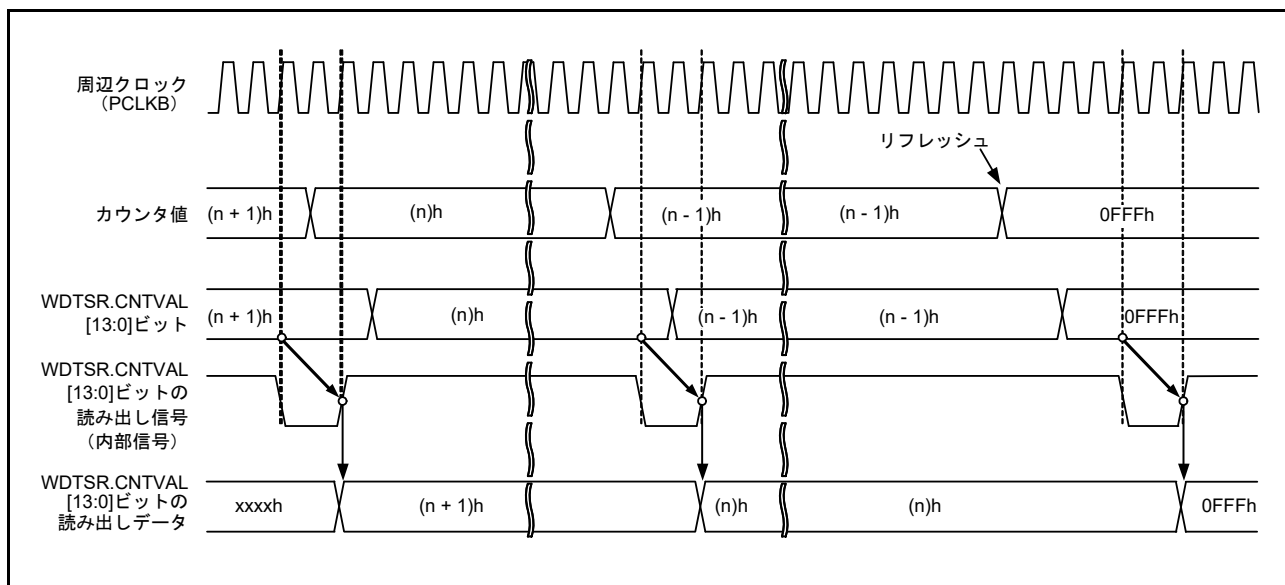 周辺クロック
（PCLKB）
リフレッシュ
カウンタ値
(n + 1)h
(n)h
(n - 1)h
(n - 1)h
0FFFh
WDTSR.CNTVAL
[13:0]ビット
(n + 1)h
(n)h
(n - 1)h
(n - 1)h
0FFFh
WDTSR.CNTVAL
[13:0]ビットの
読み出し信号
（内部信号）
WDTSR.CNTVAL
[13:0]ビットの
読み出しデータ
xxxxh
(n + 1)h
(n)h
(n)h
0FFFh